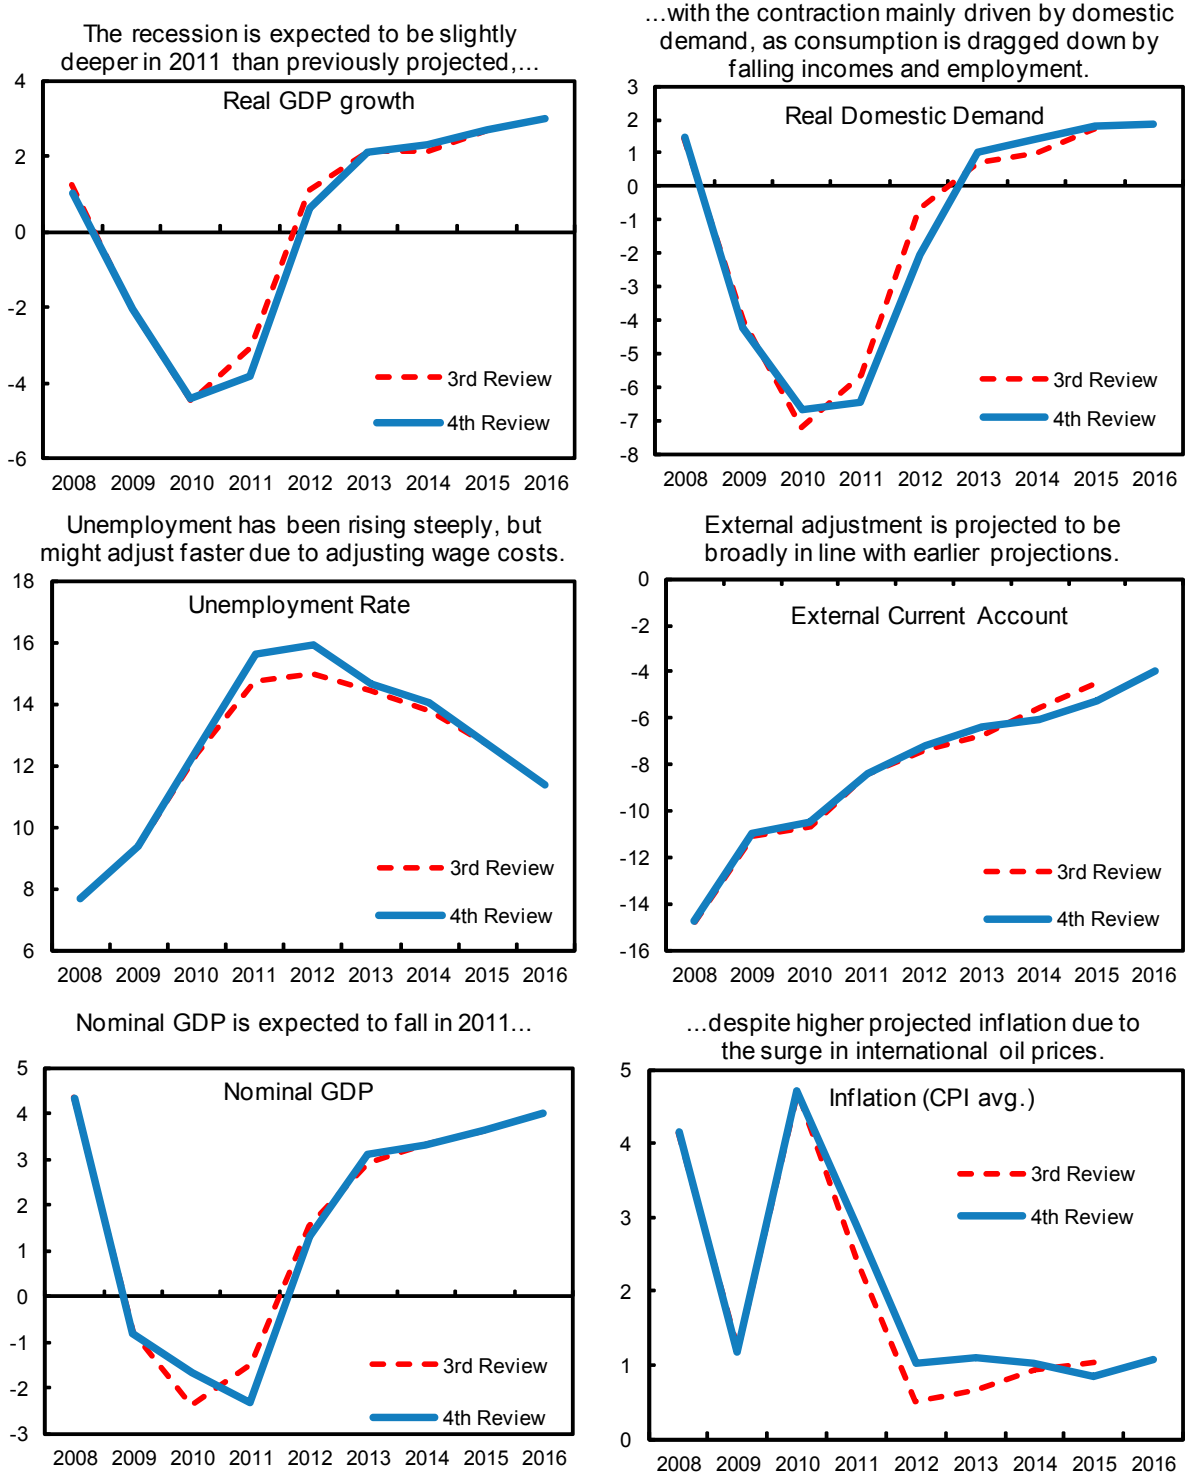 The recession is expected to be slightly
deeper in 2011 than previously projected,...
Real GDP growth
4
2
0
-2
-4
-6
3rd Review
4th Review
2008 2009 2010 2011 2012 2013 2014 2015 2016
...with the contraction mainly driven by domestic
demand, as consumption is dragged down by
falling incomes and employment.
Real Domestic Demand
3
2
1
0
-1
-2
-3
-4
-5
-6
-7
-8
3rd Review
4th Review
2008 2009 2010 2011 2012 2013 2014 2015 2016
Unemployment has been rising steeply, but
might adjust faster due to adjusting wage costs.
Unemployment Rate
18
16
14
12
10
8
6
3rd Review
4th Review
2008 2009 2010 2011 2012 2013 2014 2015 2016
External adjustment is projected to be
broadly in line with earlier projections.
External Current Account
0
-2
-4
-6
-8
-10
-12
-14
-16
3rd Review
4th Review
2008 2009 2010 2011 2012 2013 2014 2015 2016
Nominal GDP is expected to fall in 2011...
Nominal GDP
5
4
3
2
1
0
-1
-2
-3
3rd Review
4th Review
2008 2009 2010 2011 2012 2013 2014 2015 2016
...despite higher projected inflation due to
the surge in international oil prices.
Inflation (CPI avg.)
5
4
3
2
1
0
3rd Review
4th Review
2008 2009 2010 2011 2012 2013 2014 2015 2016